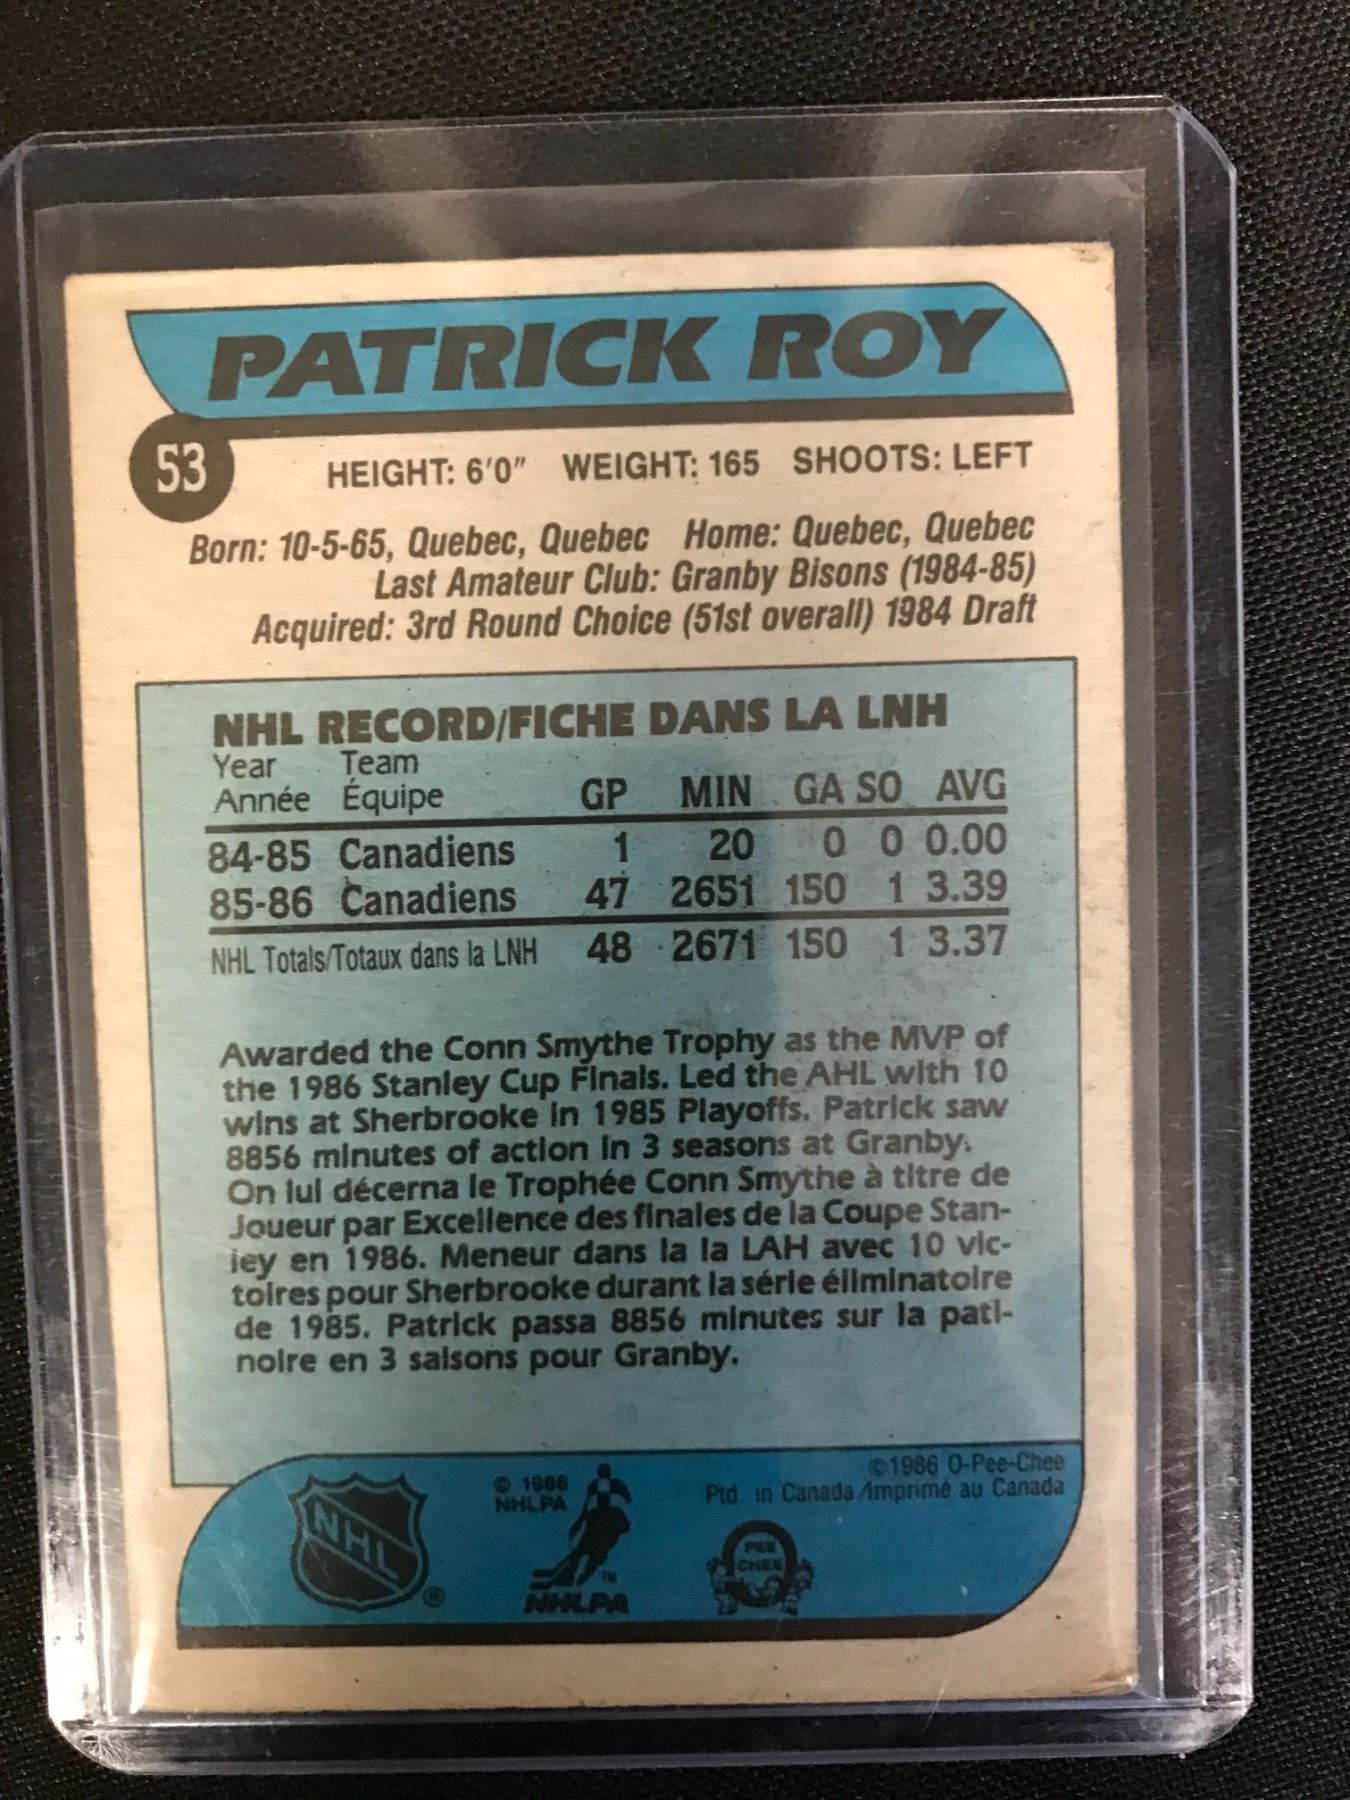 PATRICK ROY
53
HEIGHT: 6'0" WEIGHT: 165 SHOOTS: LEFT
Born: 10-5-65, Quebec, Quebec Home: Quebec, Quebec
Last Amateur Club: Granby Bisons (1984-85)
Acquired: 3rd Round Choice (51st overall) 1984 Draft
NHL RECORD/FICHE DANS LA LNH
Year Team
Année Équipe GP MIN GA SO AVG
84-85 Canadiens 1 20 0 0 0.00
85-86 Canadiens 47 2651 150 1 3.39
NHL Totals/Totaux dans la LNH 48 2671 150 1 3.37
Awarded the Conn Smythe Trophy as the MVP of
the 1986 Stanley Cup Finals. Led the AHL with 10
wins at Sherbrooke in 1985 Playoffs. Patrick saw
8856 minutes of action in 3 seasons at Granby.
On lui décerna le Trophée Conn Smythe à titre de
Joueur par Excellence des finales de la Coupe Stan-
ley en 1986. Meneur dans la la LAH avec 10 vic-
toires pour Sherbrooke durant la série éliminatoire
de 1985. Patrick passa 8856 minutes sur la pati-
noire en 3 saisons pour Granby.
©1986 O-Pee-Chee
Ptd. in Canada/Imprimé au Canada
© 1986
NHLPA
NHL
®
TM
NHLPA
PEE
CHEE